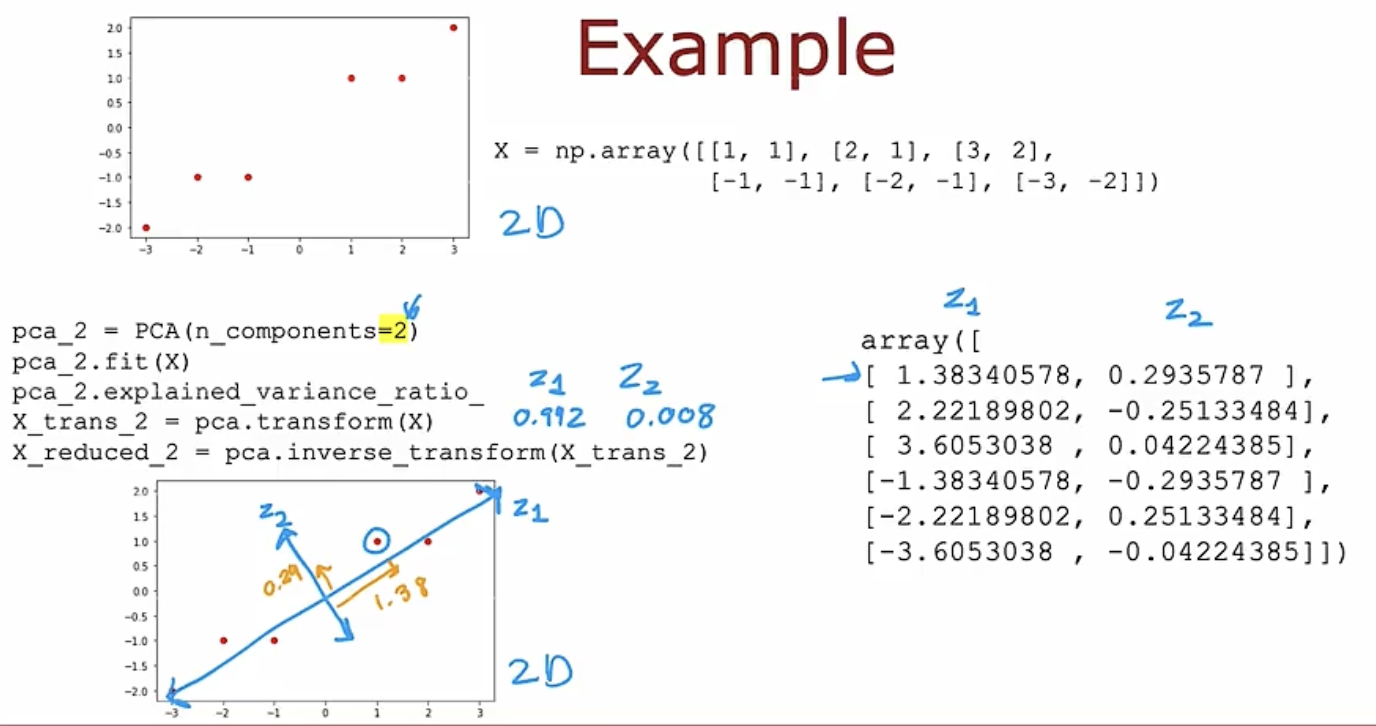 Example
2.0
1.5
1.0
0.5
0.0
−0.5
−1.0
−1.5
−2.0
−3 −2 −1 0 1 2 3
X = np.array([[1, 1], [2, 1], [3, 2],
[-1, -1], [-2, -1], [-3, -2]])
2D
pca_2 = PCA(n_components=2)
pca_2.fit(X)
pca_2.explained_variance_ratio_
X_trans_2 = pca.transform(X)
X_reduced_2 = pca.inverse_transform(X_trans_2)
z1 z2
0.992 0.008
z1 z2
array([
[ 1.38340578, 0.2935787 ],
[ 2.22189802, -0.25133484],
[ 3.6053038 , 0.04224385],
[-1.38340578, -0.2935787 ],
[-2.22189802, 0.25133484],
[-3.6053038 , -0.04224385]])
2.0
1.5
1.0
0.5
0.0
−0.5
−1.0
−1.5
−2.0
−3 −2 −1 0 1 2 3
z2
z1
0.29
1.38
2D